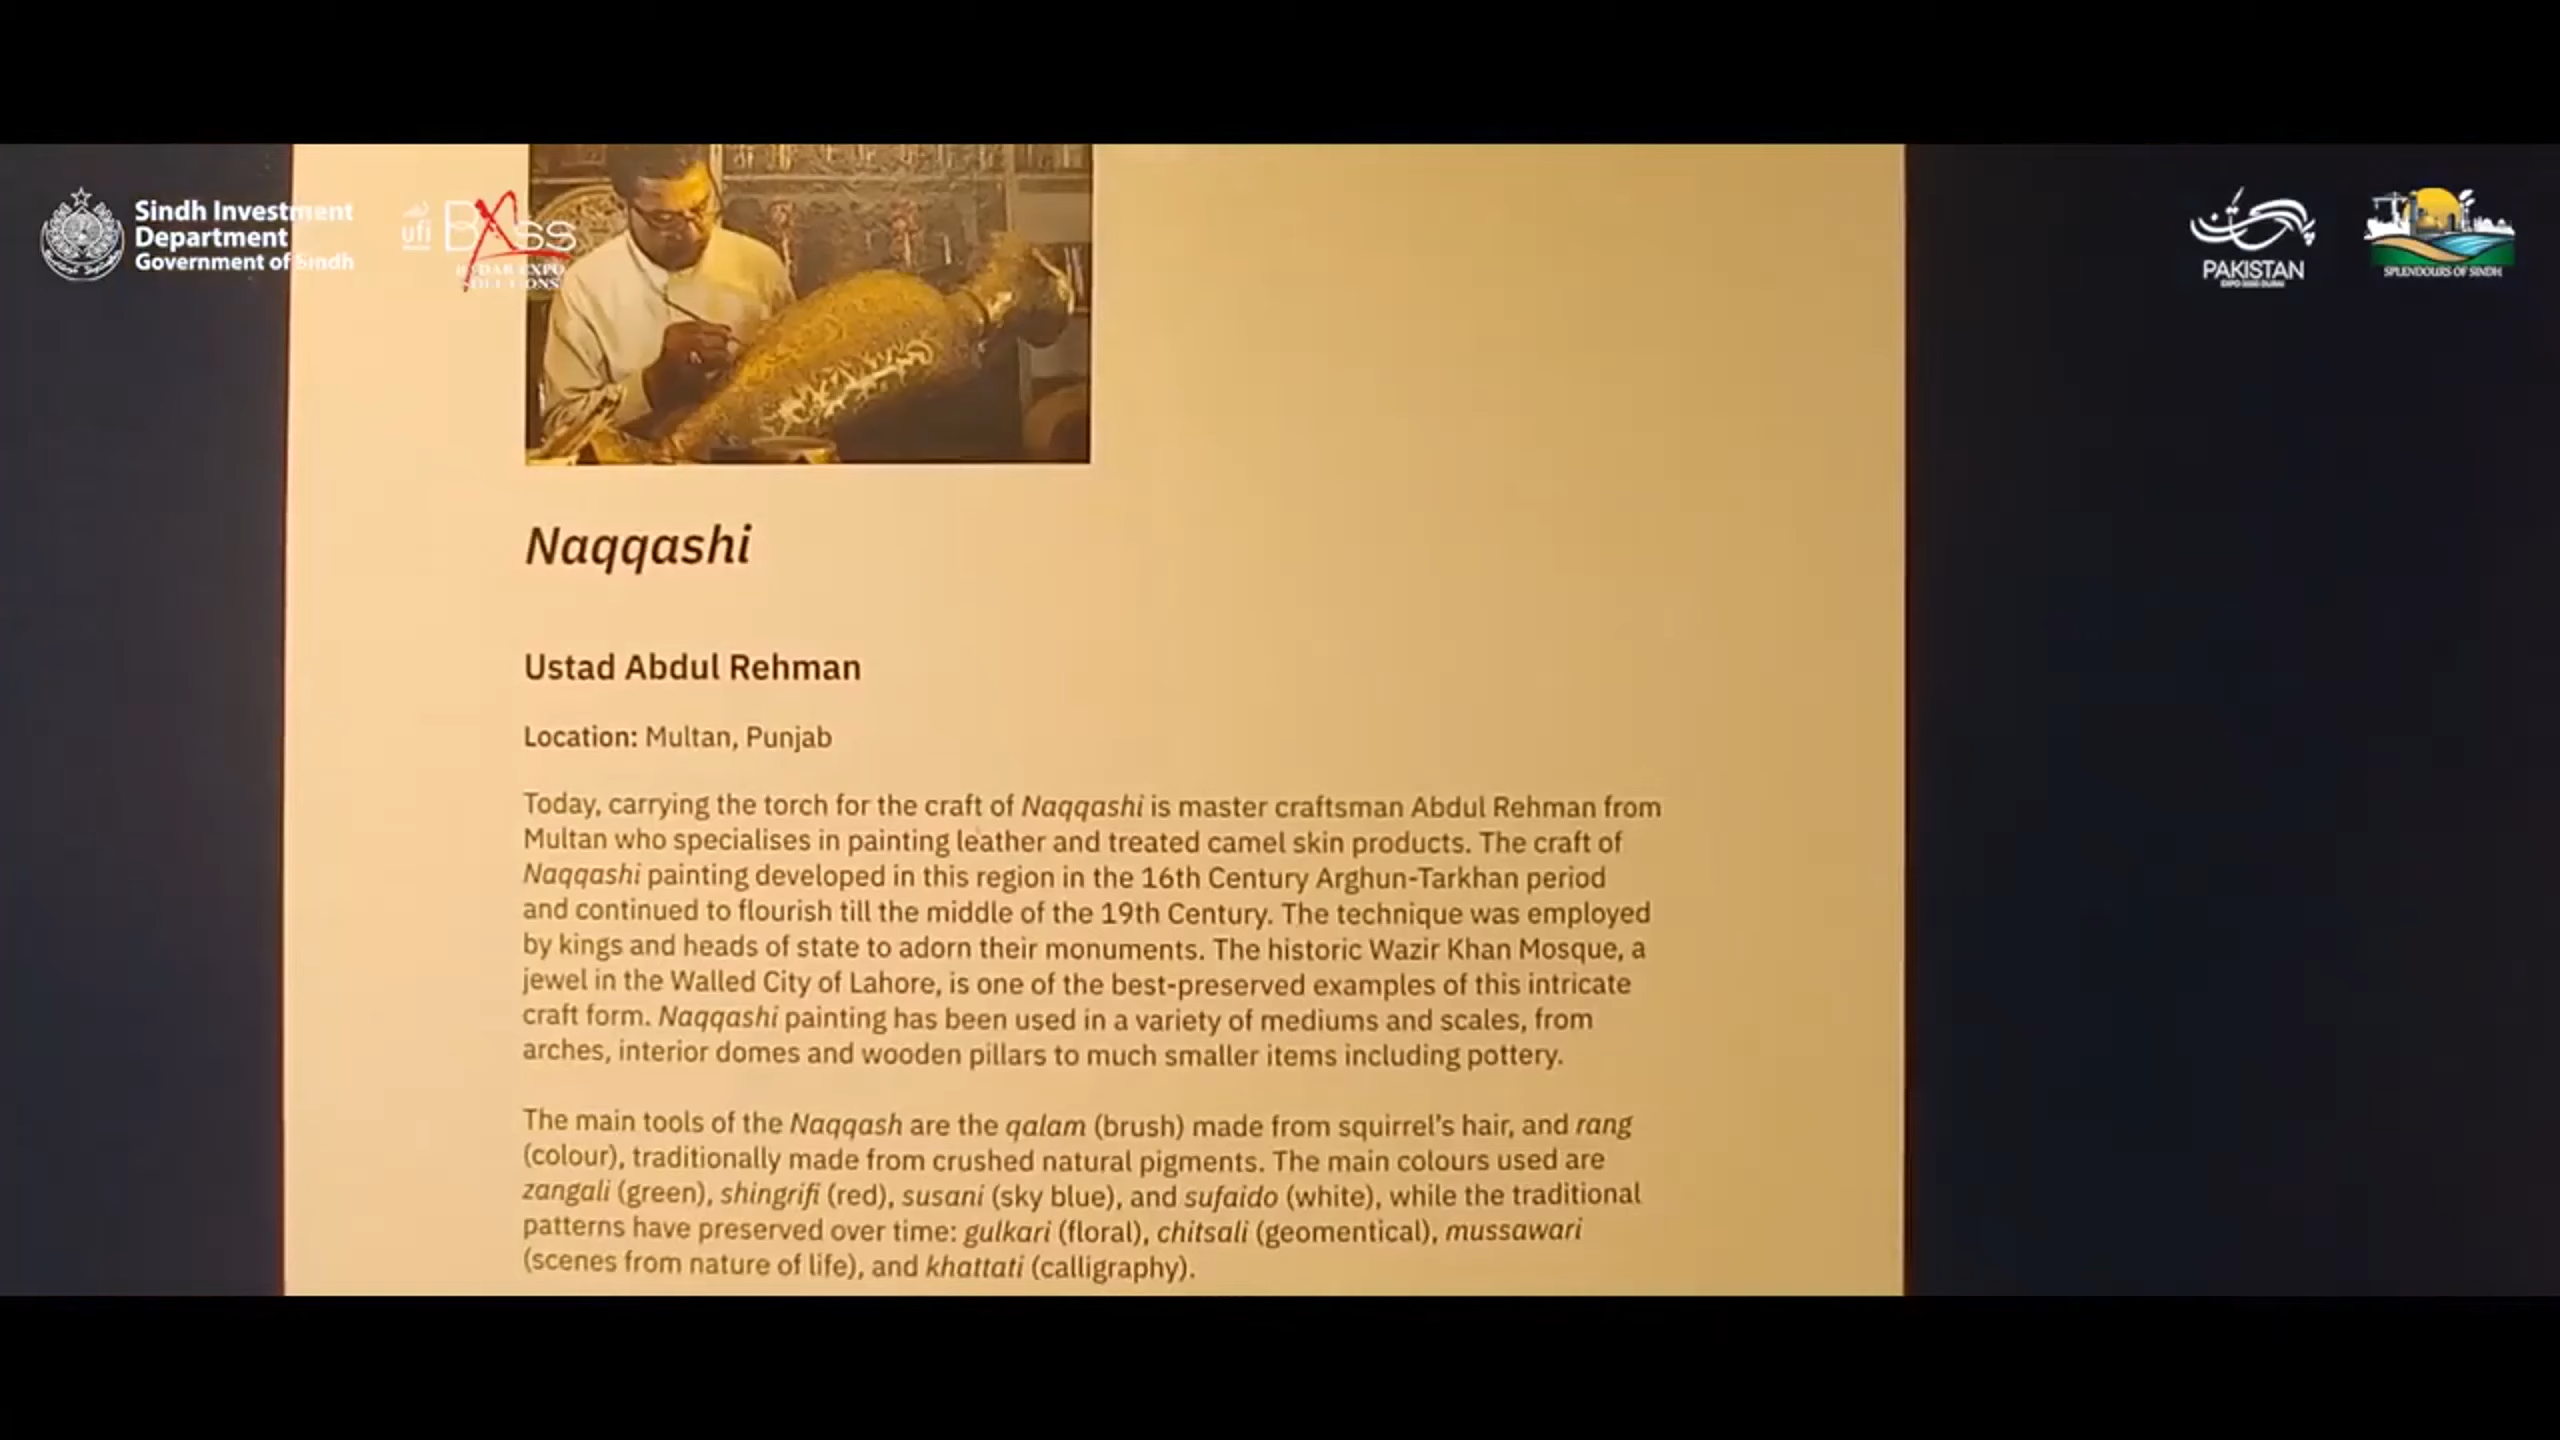 Sindh Investment
Department
Government of Sindh
ufi
BXss
BADAR EXPO
SOLUTIONS
PAKISTAN
EXPO 2020 DUBAI
SPLENDOURS OF SINDH
Naqqashi
Ustad Abdul Rehman
Location: Multan, Punjab
Today, carrying the torch for the craft of Naqqashi is master craftsman Abdul Rehman from
Multan who specialises in painting leather and treated camel skin products. The craft of
Naqqashi painting developed in this region in the 16th Century Arghun-Tarkhan period
and continued to flourish till the middle of the 19th Century. The technique was employed
by kings and heads of state to adorn their monuments. The historic Wazir Khan Mosque, a
jewel in the Walled City of Lahore, is one of the best-preserved examples of this intricate
craft form. Naqqashi painting has been used in a variety of mediums and scales, from
arches, interior domes and wooden pillars to much smaller items including pottery.
The main tools of the Naqqash are the qalam (brush) made from squirrel's hair, and rang
(colour), traditionally made from crushed natural pigments. The main colours used are
zangali (green), shingrifi (red), susani (sky blue), and sufaido (white), while the traditional
patterns have preserved over time: gulkari (floral), chitsali (geomentical), mussawari
(scenes from nature of life), and khattati (calligraphy).